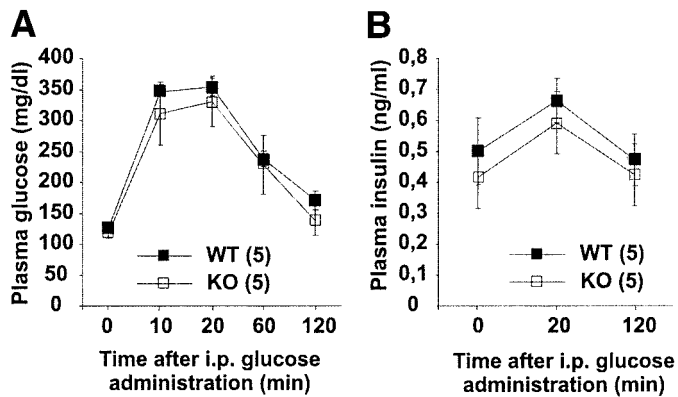 A
Plasma glucose (mg/dl)
400
350
300
250
200
150
100
50
0
WT (5)
KO (5)
0 10 20 60 120
Time after i.p. glucose
administration (min)
B
Plasma insulin (ng/ml)
0,8
0,7
0,6
0,5
0,4
0,3
0,2
0,1
0
WT (5)
KO (5)
0 20 120
Time after i.p. glucose
administration (min)